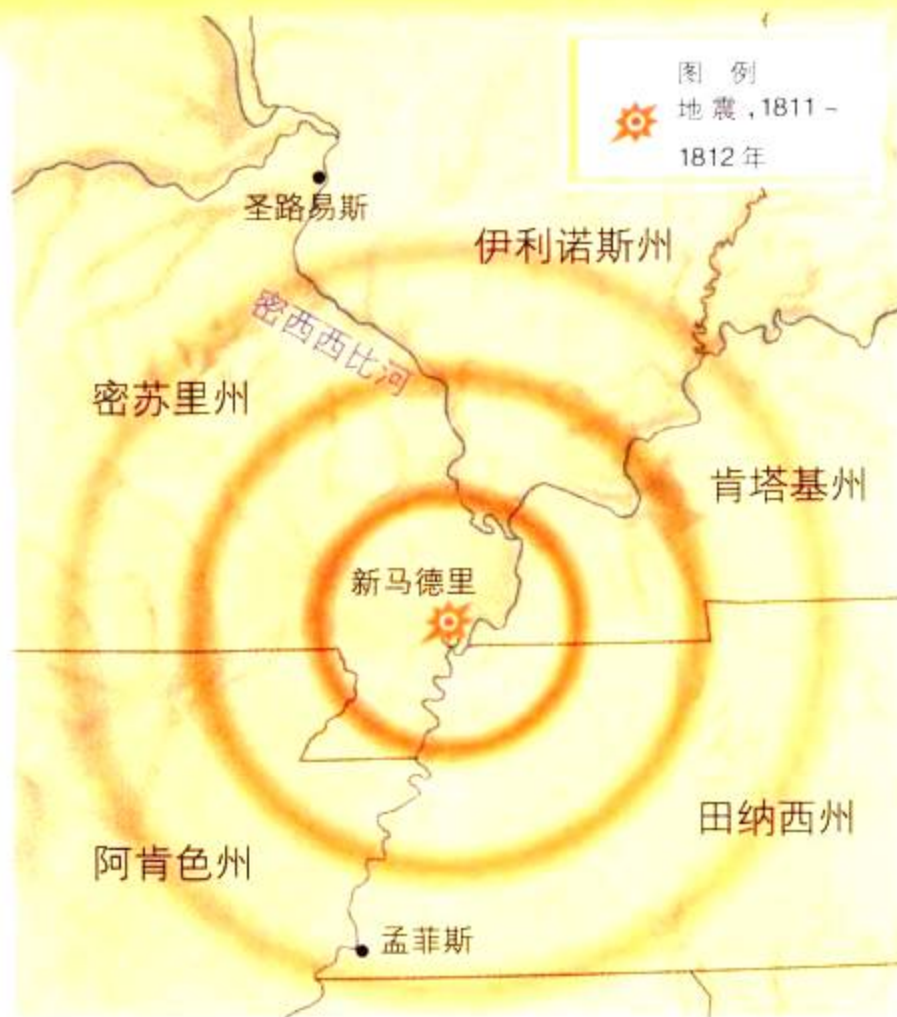 图 例
地震,1811~
1812年
圣路易斯
伊利诺斯州
密西西比河
密苏里州
肯塔基州
新马德里
田纳西州
阿肯色州
孟菲斯